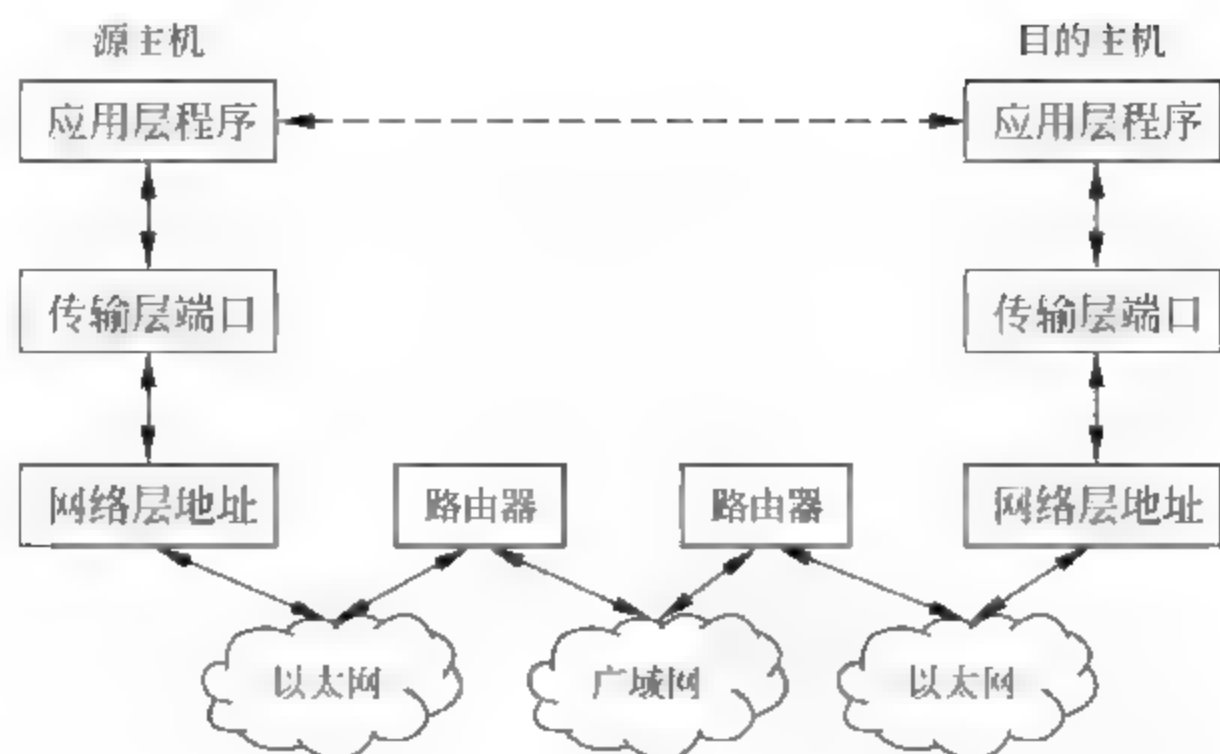 源主机
目的主机
应用层程序
应用层程序
传输层端口
传输层端口
网络层地址
路由器
路由器
网络层地址
以太网
广域网
以太网